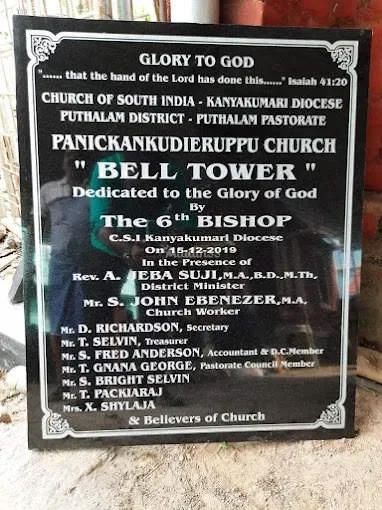 GLORY TO GOD
"...... that the hand of the Lord has done this......" Isaiah 41:20
CHURCH OF SOUTH INDIA - KANYAKUMARI DIOCESE
PUTHALAM DISTRICT - PUTHALAM PASTORATE
PANICKANKUDIERUPPU CHURCH
" BELL TOWER "
Dedicated to the Glory of God
By
The 6th BISHOP
C.S.I Kanyakumari Diocese
On 15-12-2019
In the Presence of
Rev. A. JEBA SUJI, M.A., B.D., M.Th,
District Minister
Mr. S. JOHN EBENEZER, M.A,
Church Worker
Mr. D. RICHARDSON, Secretary
Mr. T. SELVIN, Treasurer
Mr. S. FRED ANDERSON, Accountant & D.C.Member
Mr. T. GNANA GEORGE, Pastorate Council Member
Mr. S. BRIGHT SELVIN
Mr. T. PACKIARAJ
Mrs. X. SHYLAJA
& Believers of Church